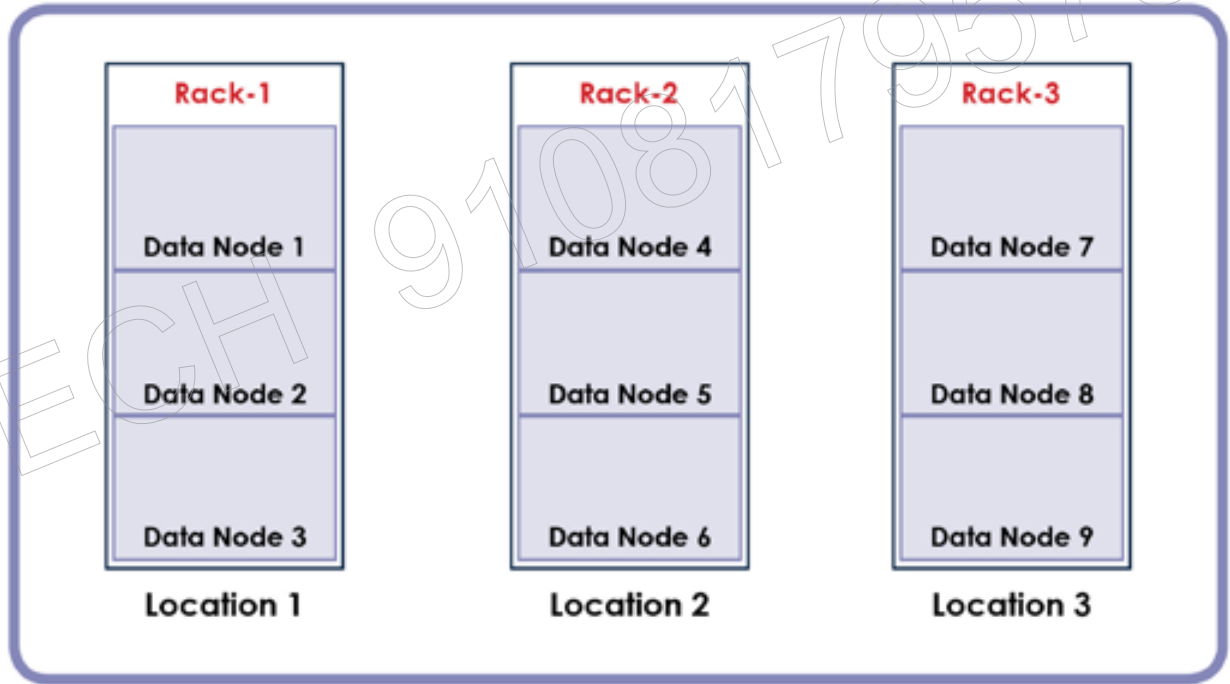 Rack-1
Data Node 1
Data Node 2
Data Node 3
Location 1
Rack-2
Data Node 4
Data Node 5
Data Node 6
Location 2
Rack-3
Data Node 7
Data Node 8
Data Node 9
Location 3